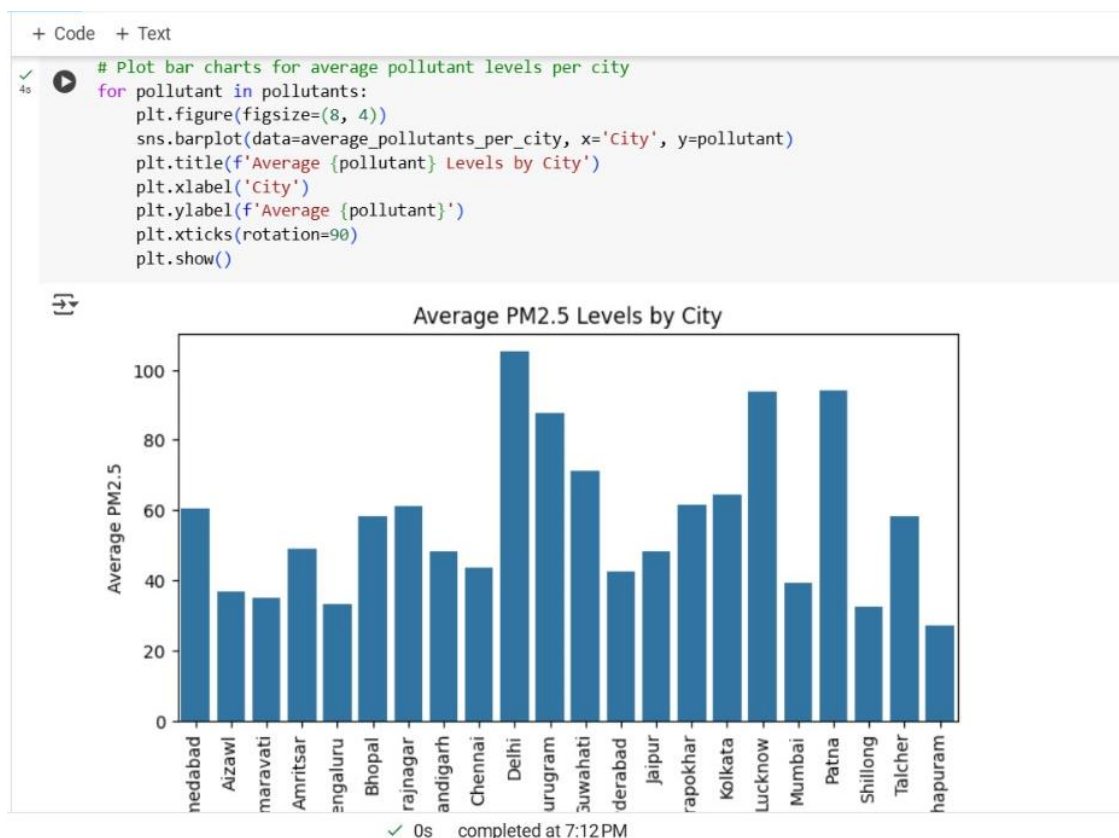 + Code + Text
4s
# Plot bar charts for average pollutant levels per city
for pollutant in pollutants:
    plt.figure(figsize=(8, 4))
    sns.barplot(data=average_pollutants_per_city, x='City', y=pollutant)
    plt.title(f'Average {pollutant} Levels by City')
    plt.xlabel('City')
    plt.ylabel(f'Average {pollutant}')
    plt.xticks(rotation=90)
    plt.show()
Average PM2.5 Levels by City
Average PM2.5
100
80
60
40
20
0
medabad
Aizawl
maravati
Amritsar
engaluru
Bhopal
rajnagar
andigarh
Chennai
Delhi
urugram
Guwahati
derabad
Jaipur
rapokhar
Kolkata
Lucknow
Mumbai
Patna
Shillong
Talcher
hapuram
0s completed at 7:12 PM